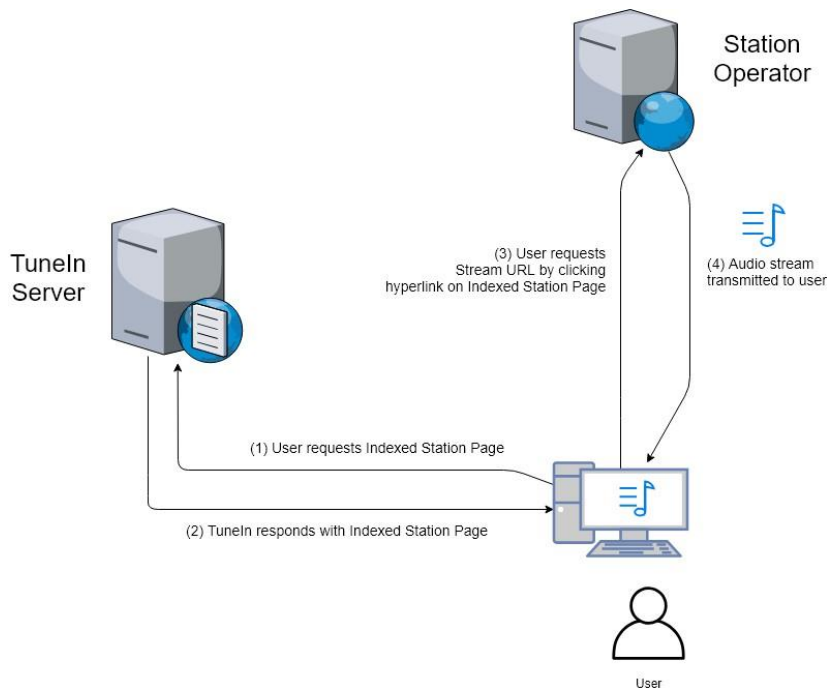 Station
Operator
TuneIn
Server
(3) User requests
Stream URL by clicking
hyperlink on Indexed Station Page
(4) Audio stream
transmitted to user
(1) User requests Indexed Station Page
(2) TuneIn responds with Indexed Station Page
User